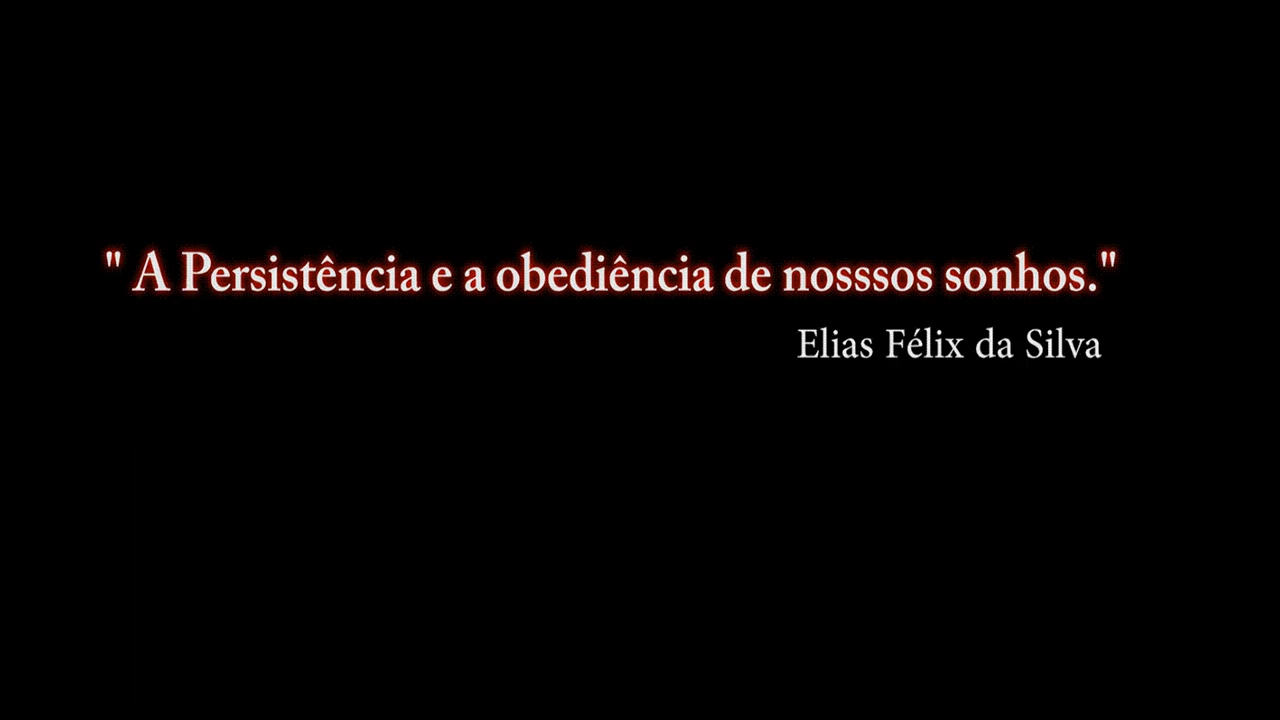 " A Persistência e a obediência de nosssos sonhos."
Elias Félix da Silva